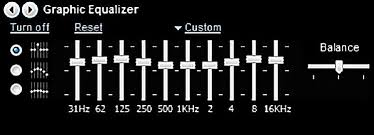 Graphic Equalizer
Turn off Reset Custom
Balance
31Hz 62 125 250 500 1KHz 2 4 8 16KHz